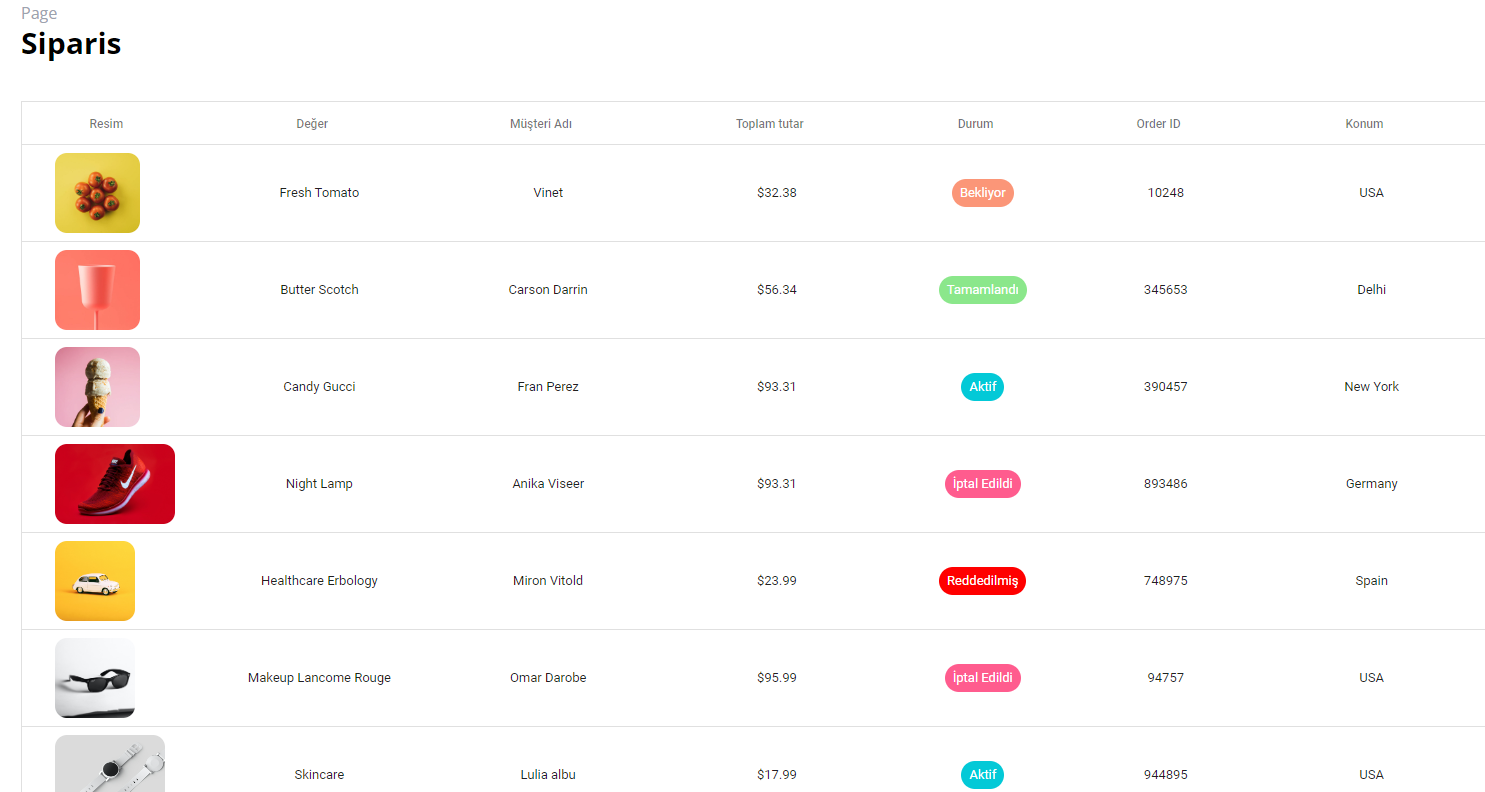 Page
Siparis
Resim Değer Müşteri Adı Toplam tutar Durum Order ID Konum
Fresh Tomato Vinet $32.38 Bekliyor 10248 USA
Butter Scotch Carson Darrin $56.34 Tamamlandı 345653 Delhi
Candy Gucci Fran Perez $93.31 Aktif 390457 New York
Night Lamp Anika Viseer $93.31 İptal Edildi 893486 Germany
Healthcare Erbology Miron Vitold $23.99 Reddedilmiş 748975 Spain
Makeup Lancome Rouge Omar Darobe $95.99 İptal Edildi 94757 USA
Skincare Lulia albu $17.99 Aktif 944895 USA